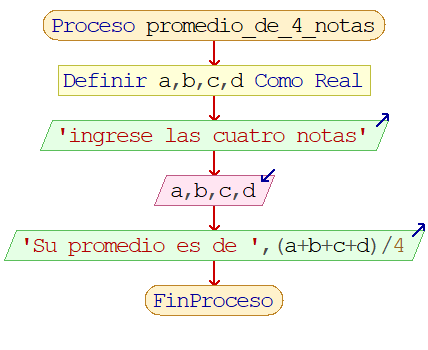 Proceso promedio_de_4_notas
Definir a,b,c,d Como Real
'ingrese las cuatro notas'
a,b,c,d
'Su promedio es de ',(a+b+c+d)/4
FinProceso